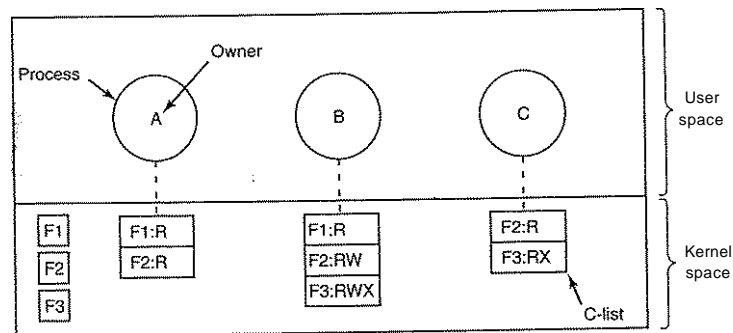 Owner
Process
A
B
C
User
space
F1
F2
F3
F1:R
F2:R
F1:R
F2:RW
F3:RWX
F2:R
F3:RX
C-list
Kernel
space